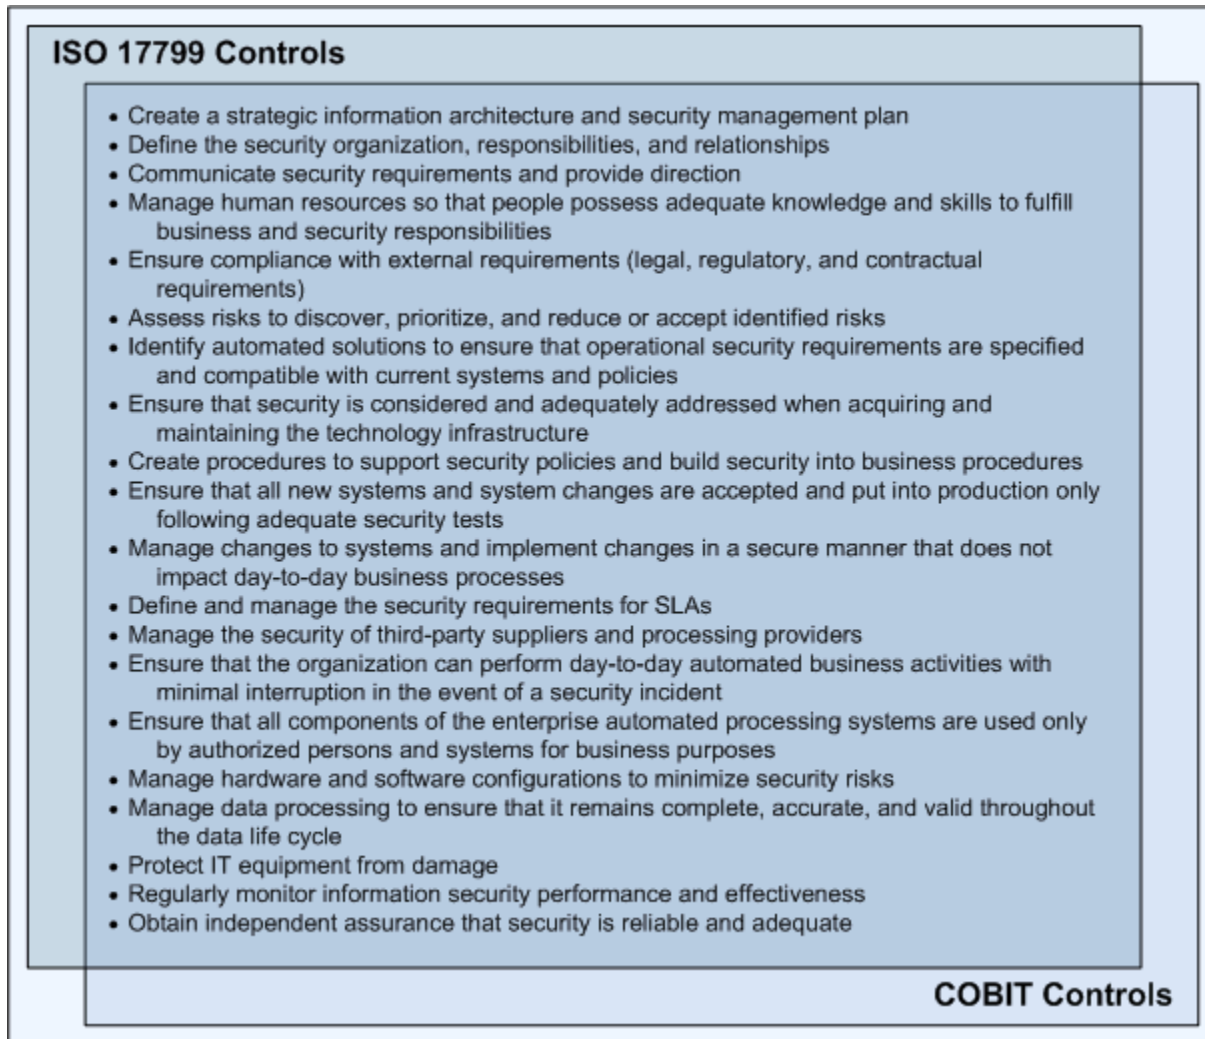 ISO 17799 Controls
• Create a strategic information architecture and security management plan
• Define the security organization, responsibilities, and relationships
• Communicate security requirements and provide direction
• Manage human resources so that people possess adequate knowledge and skills to fulfill
business and security responsibilities
• Ensure compliance with external requirements (legal, regulatory, and contractual
requirements)
• Assess risks to discover, prioritize, and reduce or accept identified risks
• Identify automated solutions to ensure that operational security requirements are specified
and compatible with current systems and policies
• Ensure that security is considered and adequately addressed when acquiring and
maintaining the technology infrastructure
• Create procedures to support security policies and build security into business procedures
• Ensure that all new systems and system changes are accepted and put into production only
following adequate security tests
• Manage changes to systems and implement changes in a secure manner that does not
impact day-to-day business processes
• Define and manage the security requirements for SLAs
• Manage the security of third-party suppliers and processing providers
• Ensure that the organization can perform day-to-day automated business activities with
minimal interruption in the event of a security incident
• Ensure that all components of the enterprise automated processing systems are used only
by authorized persons and systems for business purposes
• Manage hardware and software configurations to minimize security risks
• Manage data processing to ensure that it remains complete, accurate, and valid throughout
the data life cycle
• Protect IT equipment from damage
• Regularly monitor information security performance and effectiveness
• Obtain independent assurance that security is reliable and adequate
COBIT Controls